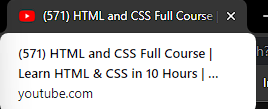 (571) HTML and CSS Full Course |
(571) HTML and CSS Full Course |
Learn HTML & CSS in 10 Hours | ...
youtube.com